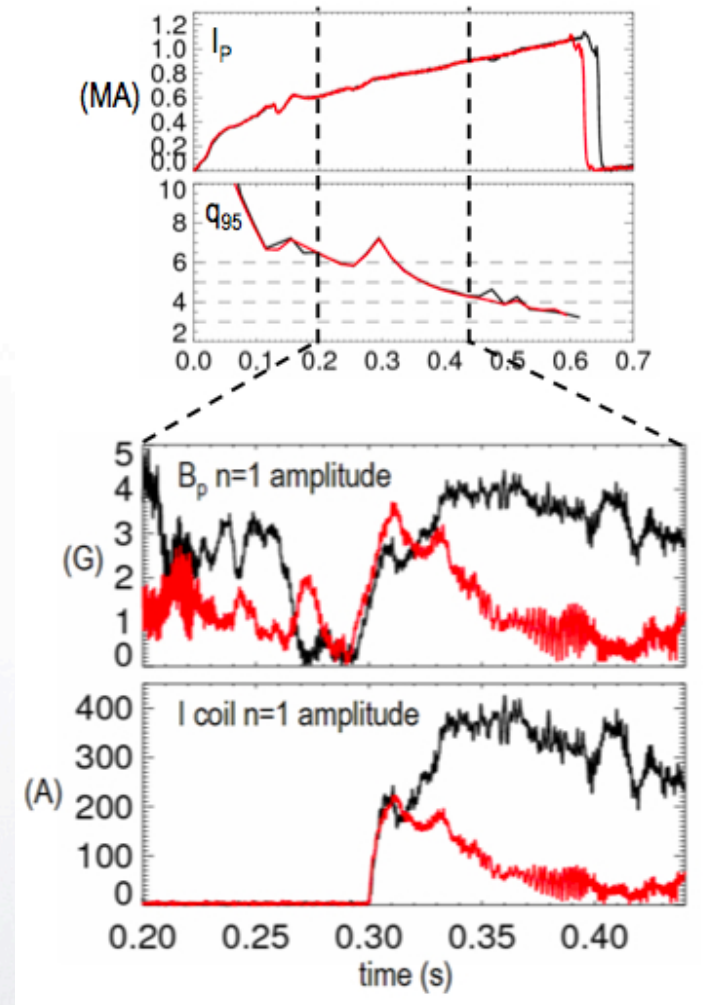 1.2
1.0
0.8
0.6
0.4
0.2
0.0
(MA)
I_P
10
8
6
4
2
q_95
0.0 0.1 0.2 0.3 0.4 0.5 0.6 0.7
5
4
3
2
1
0
(G)
B_p n=1 amplitude
400
300
200
100
0
(A)
I coil n=1 amplitude
0.20 0.25 0.30 0.35 0.40
time (s)